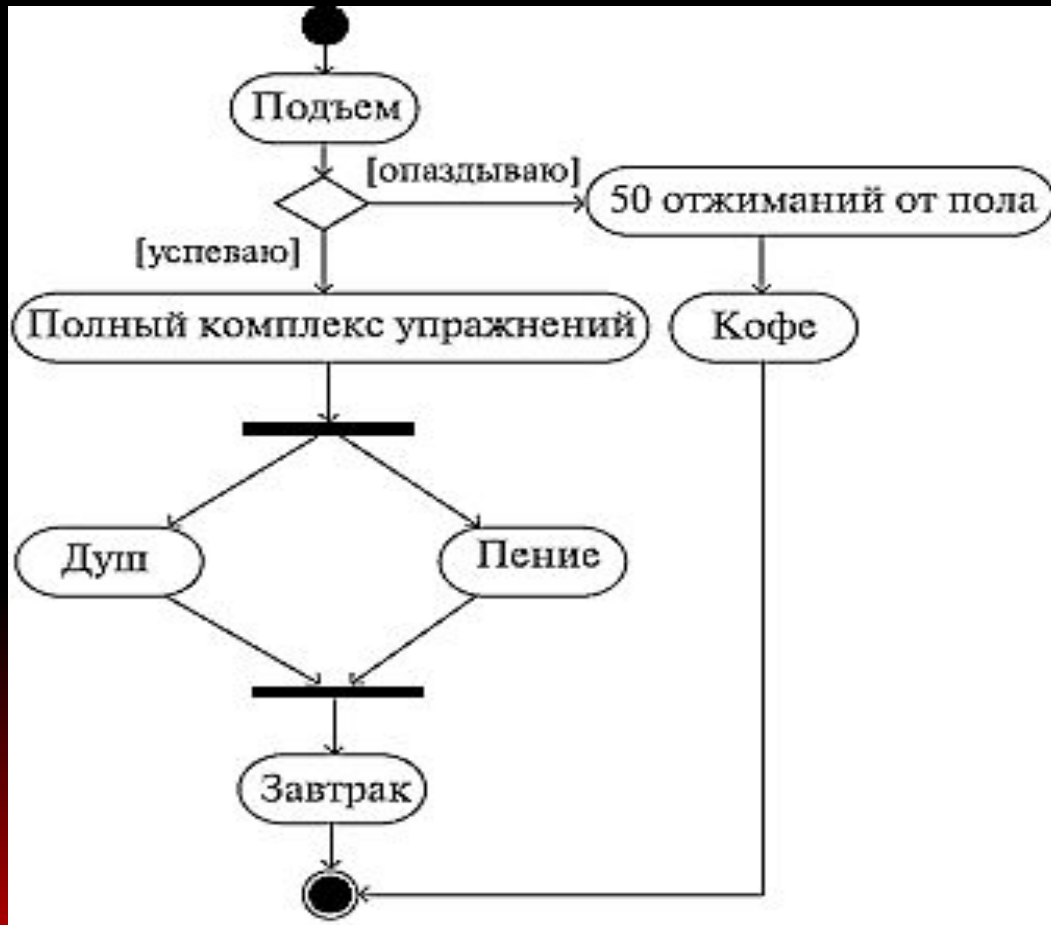 Подъем
[опаздываю]
50 отжиманий от пола
[успеваю]
Полный комплекс упражнений
Кофе
Душ
Пение
Завтрак